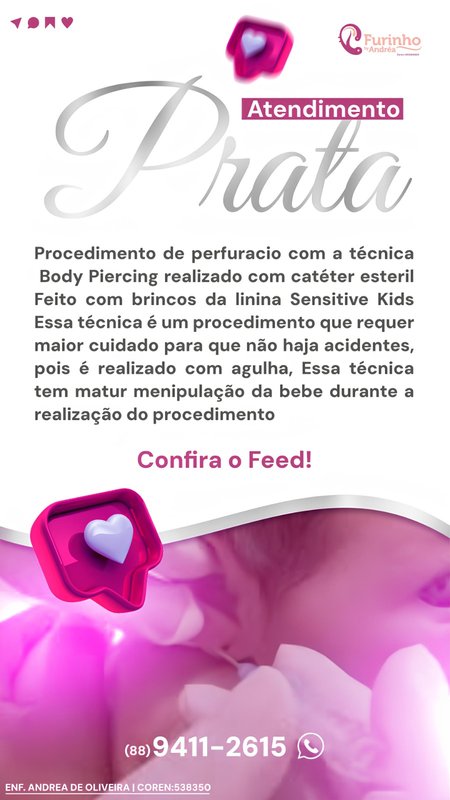 Furinho
by Andréa
Atendimento
Prata
Procedimento de perfuracio com a técnica
Body Piercing realizado com catéter esteril
Feito com brincos da linina Sensitive Kids
Essa técnica é um procedimento que requer
maior cuidado para que não haja acidentes,
pois é realizado com agulha, Essa técnica
tem matur menipulação da bebe durante a
realização do procedimento
Confira o Feed!
(88) 9411-2615
ENF. ANDREA DE OLIVEIRA | COREN:538350